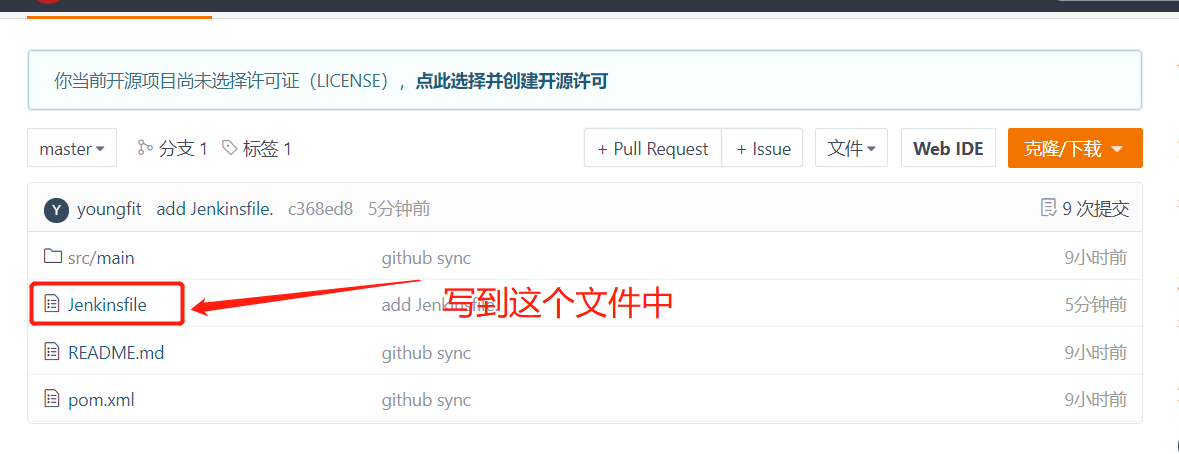 你当前开源项目尚未选择许可证（LICENSE），点此选择并创建开源许可
master 分支 1 标签 1 + Pull Request + Issue 文件 Web IDE 克隆/下载
Y youngfit add Jenkinsfile. c368ed8 5分钟前 9 次提交
src/main github sync 9小时前
Jenkinsfile add Jenkinsfile. 写到这个文件中 5分钟前
README.md github sync 9小时前
pom.xml github sync 9小时前